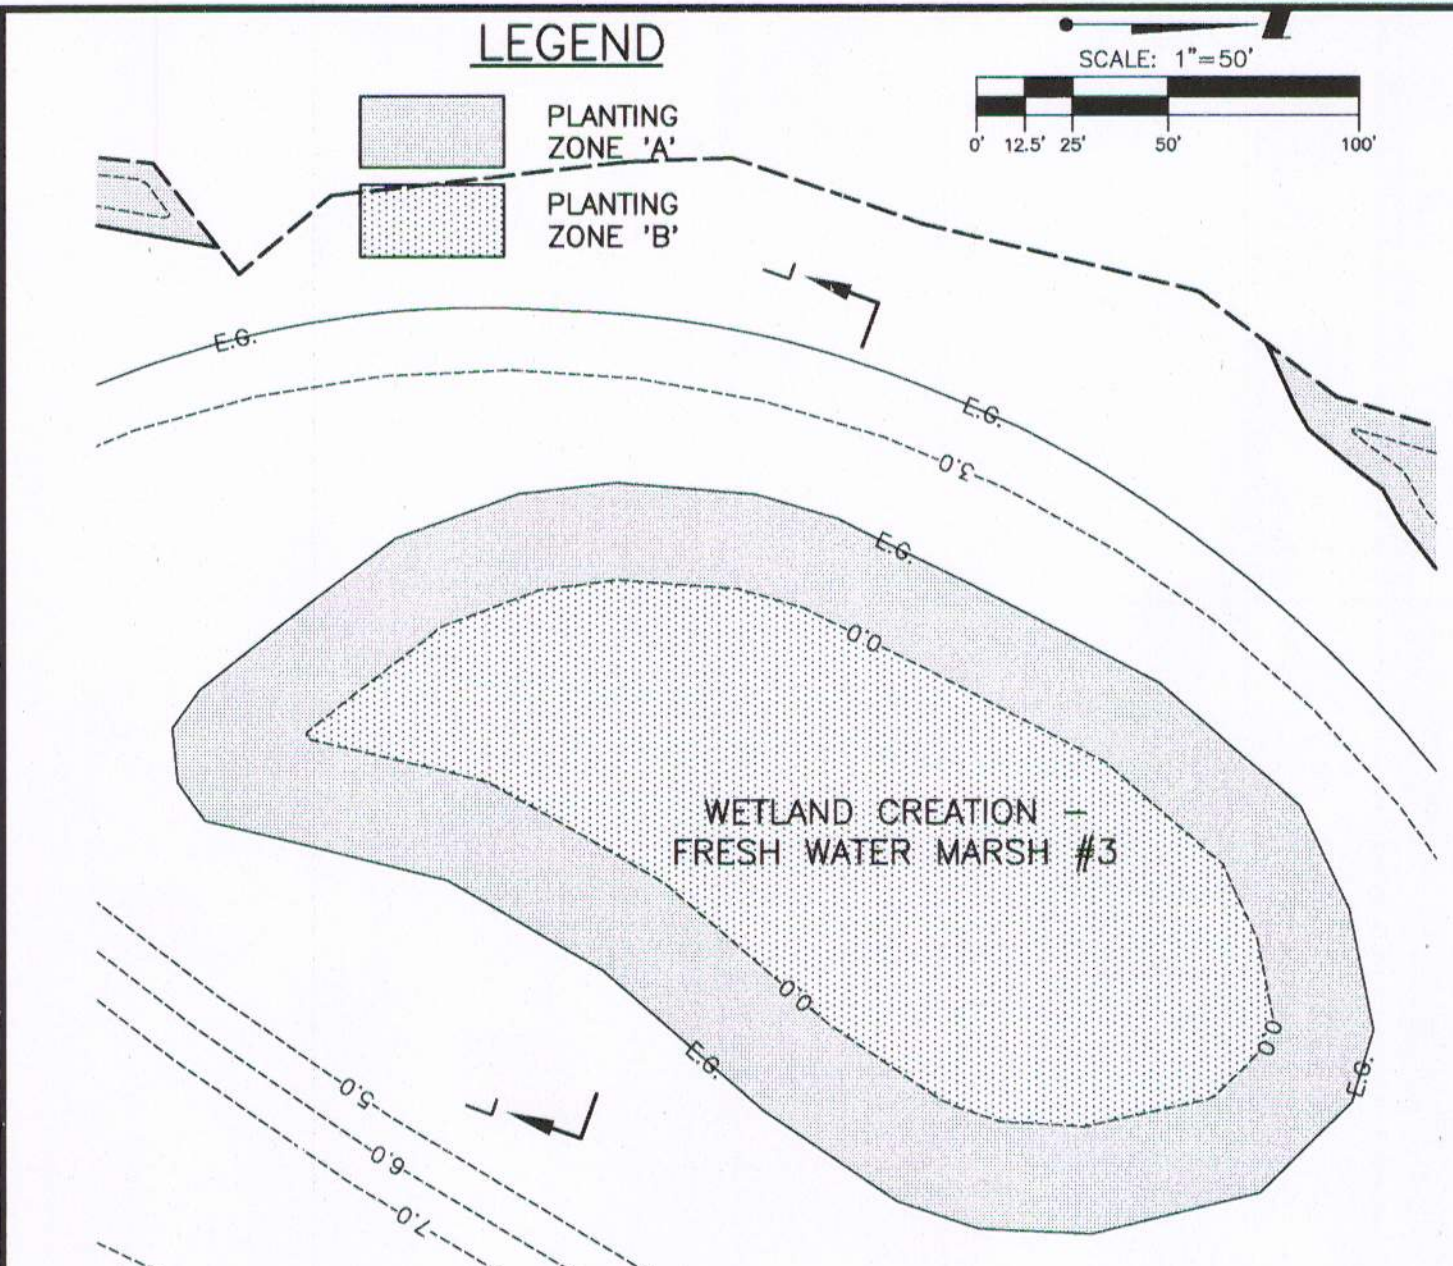 LEGEND
SCALE: 1"=50'
0' 12.5' 25' 50' 100'
PLANTING
ZONE 'A'
PLANTING
ZONE 'B'
L
E.G.
E.G.
3.0
E.G.
0.0
WETLAND CREATION –
FRESH WATER MARSH #3
0.0
0.0
E.G.
E.G.
L
5.0
6.0
7.0